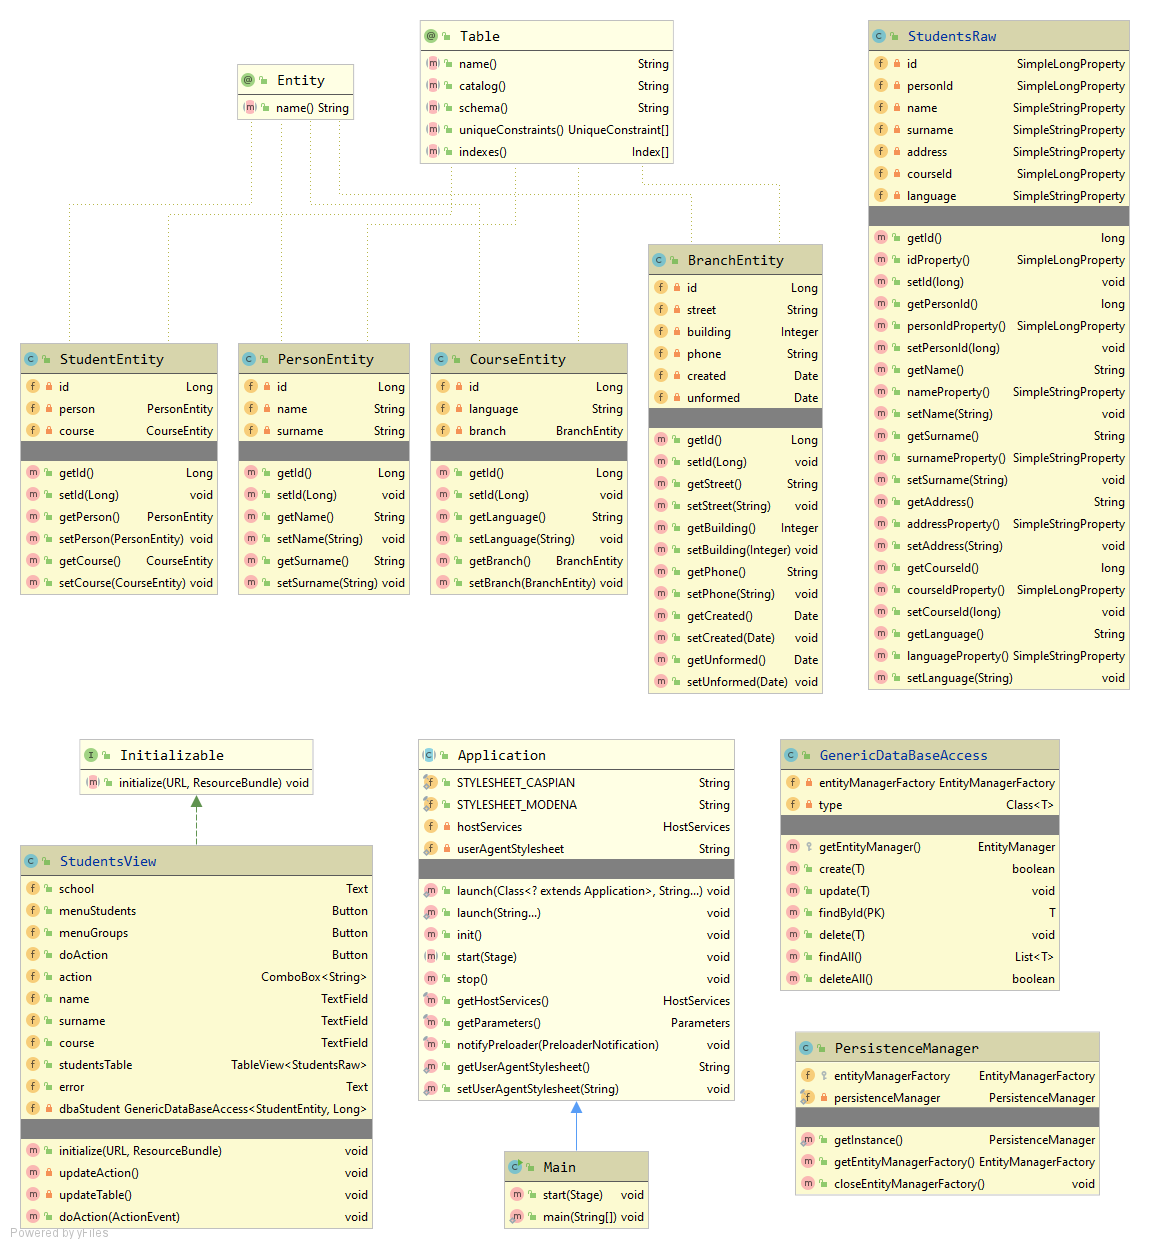 Entity
name() String
Table
name() String
catalog() String
schema() String
uniqueConstraints() UniqueConstraint[]
indexes() Index[]
StudentsRaw
id SimpleLongProperty
personId SimpleLongProperty
name SimpleStringProperty
surname SimpleStringProperty
address SimpleStringProperty
courseId SimpleLongProperty
language SimpleStringProperty
getId() long
idProperty() SimpleLongProperty
setId(long) void
getPersonId() long
personIdProperty() SimpleLongProperty
setPersonId(long) void
getName() String
nameProperty() SimpleStringProperty
setName(String) void
getSurname() String
surnameProperty() SimpleStringProperty
setSurname(String) void
getAddress() String
addressProperty() SimpleStringProperty
setAddress(String) void
getCourseId() long
courseIdProperty() SimpleLongProperty
setCourseId(long) void
getLanguage() String
languageProperty() SimpleStringProperty
setLanguage(String) void
StudentEntity
id Long
person PersonEntity
course CourseEntity
getId() Long
setId(Long) void
getPerson() PersonEntity
setPerson(PersonEntity) void
getCourse() CourseEntity
setCourse(CourseEntity) void
PersonEntity
id Long
name String
surname String
getId() Long
setId(Long) void
getName() String
setName(String) void
getSurname() String
setSurname(String) void
CourseEntity
id Long
language String
branch BranchEntity
getId() Long
setId(Long) void
getLanguage() String
setLanguage(String) void
getBranch() BranchEntity
setBranch(BranchEntity) void
BranchEntity
id Long
street String
building Integer
phone String
created Date
unformed Date
getId() Long
setId(Long) void
getStreet() String
setStreet(String) void
getBuilding() Integer
setBuilding(Integer) void
getPhone() String
setPhone(String) void
getCreated() Date
setCreated(Date) void
getUnformed() Date
setUnformed(Date) void
Initializable
initialize(URL, ResourceBundle) void
StudentsView
school Text
menuStudents Button
menuGroups Button
doAction Button
action ComboBox<String>
name TextField
surname TextField
course TextField
studentsTable TableView<StudentsRaw>
error Text
dbaStudent GenericDataBaseAccess<StudentEntity, Long>
initialize(URL, ResourceBundle) void
updateAction() void
updateTable() void
doAction(ActionEvent) void
Application
STYLESHEET_CASPIAN String
STYLESHEET_MODENA String
hostServices HostServices
userAgentStylesheet String
launch(Class<? extends Application>, String...) void
launch(String...) void
init() void
start(Stage) void
stop() void
getHostServices() HostServices
getParameters() Parameters
notifyPreloader(PreloaderNotification) void
getUserAgentStylesheet() String
setUserAgentStylesheet(String) void
Main
start(Stage) void
main(String[]) void
GenericDataBaseAccess
entityManagerFactory EntityManagerFactory
type Class<T>
getEntityManager() EntityManager
create(T) boolean
update(T) void
findById(PK) T
delete(T) void
findAll() List<T>
deleteAll() boolean
PersistenceManager
entityManagerFactory EntityManagerFactory
persistenceManager PersistenceManager
getInstance() PersistenceManager
getEntityManagerFactory() EntityManagerFactory
closeEntityManagerFactory() void
Powered by yFiles